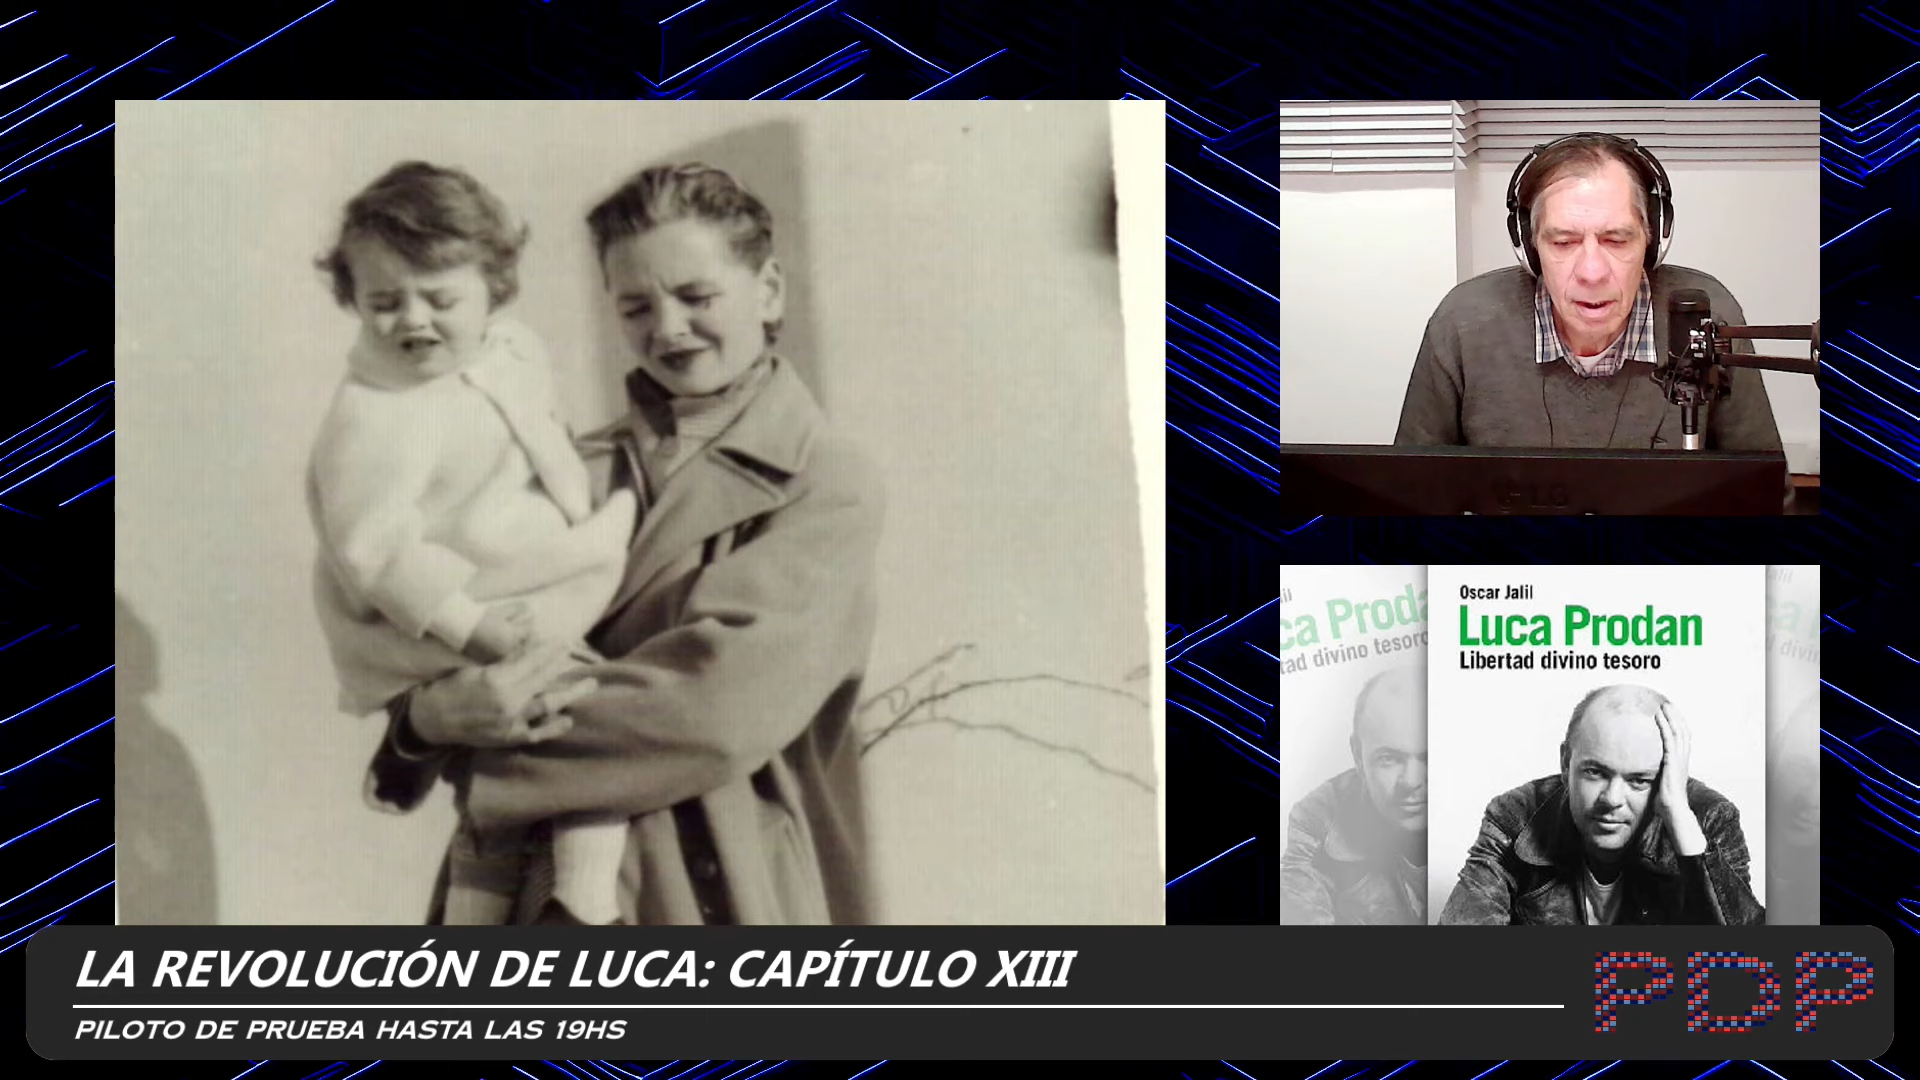 Oscar Jalil
Luca Prodan
Libertad divino tesoro
LG
LA REVOLUCIÓN DE LUCA: CAPÍTULO XIII
PILOTO DE PRUEBA HASTA LAS 19HS
PDP